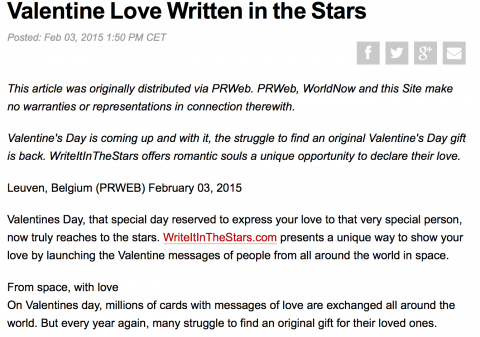 Valentine Love Written in the Stars
Posted: Feb 03, 2015 1:50 PM CET
This article was originally distributed via PRWeb. PRWeb, WorldNow and this Site make
no warranties or representations in connection therewith.
Valentine's Day is coming up and with it, the struggle to find an original Valentine's Day gift
is back. WriteItInTheStars offers romantic souls a unique opportunity to declare their love.
Leuven, Belgium (PRWEB) February 03, 2015
Valentines Day, that special day reserved to express your love to that very special person,
now truly reaches to the stars. WriteItInTheStars.com presents a unique way to show your
love by launching the Valentine messages of people from all around the world in space.
From space, with love
On Valentines day, millions of cards with messages of love are exchanged all around the
world. But every year again, many struggle to find an original gift for their loved ones.